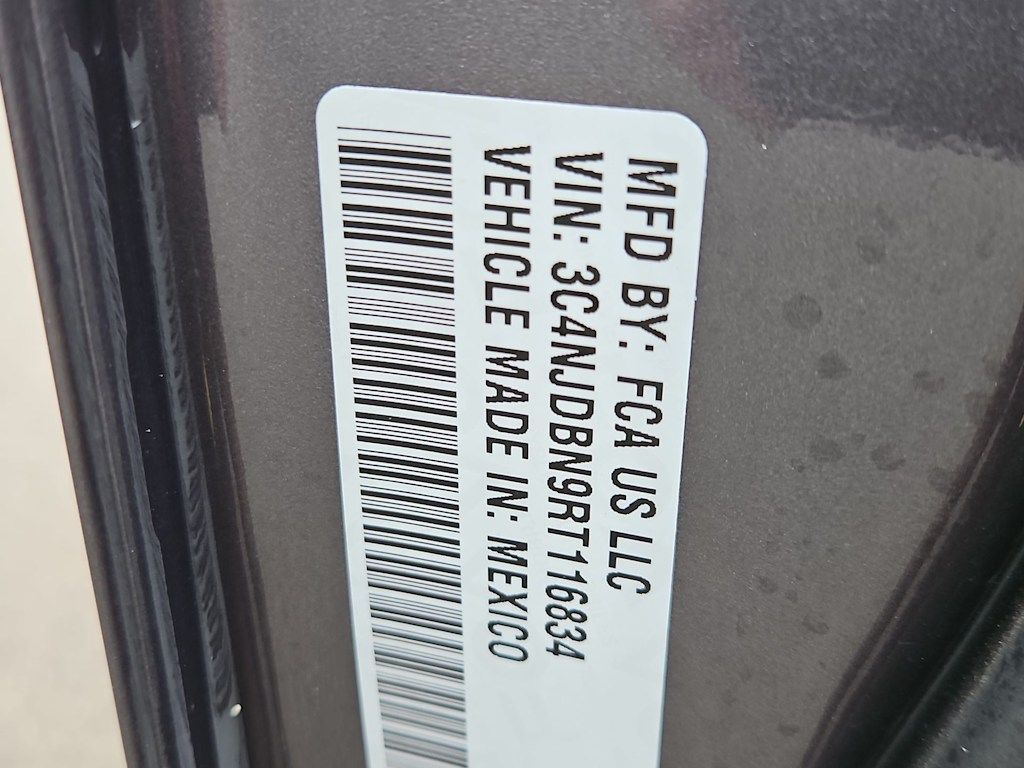 MFD BY: FCA US LLC
VIN: 3C4NJDBN9RT116834
VEHICLE MADE IN: MEXICO